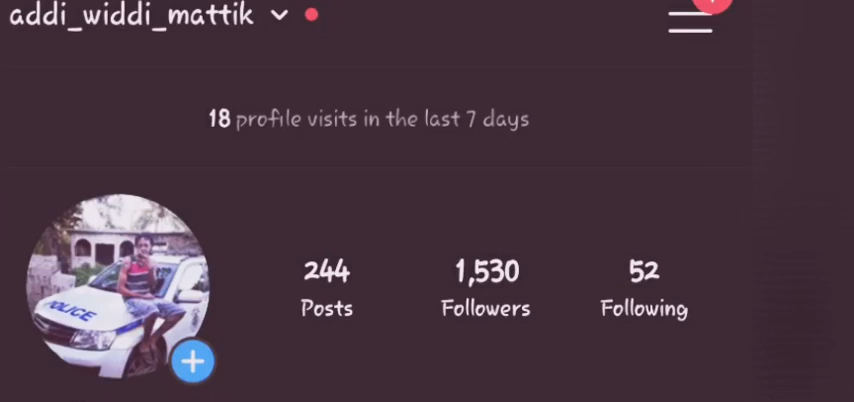 addi_widdi_mattik
18 profile visits in the last 7 days
244
Posts
1,530
Followers
52
Following
POLICE